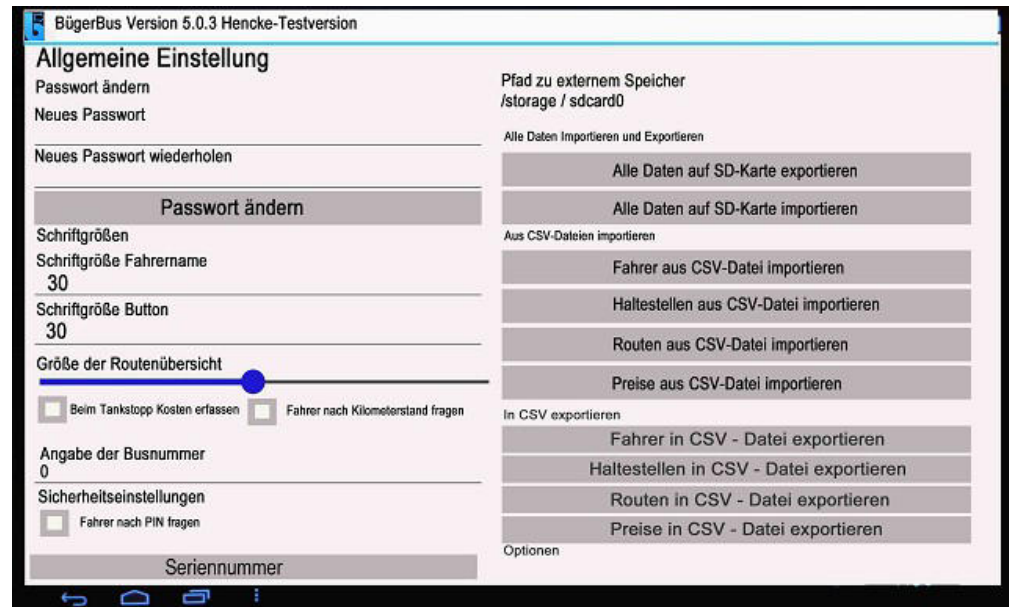 BügerBus Version 5.0.3 Hencke-Testversion
Allgemeine Einstellung
Passwort ändern
Neues Passwort
Neues Passwort wiederholen
Passwort ändern
Schriftgrößen
Schriftgröße Fahrername
30
Schriftgröße Button
30
Größe der Routenübersicht
Beim Tankstopp Kosten erfassen
Fahrer nach Kilometerstand fragen
Angabe der Busnummer
0
Sicherheitseinstellungen
Fahrer nach PIN fragen
Seriennummer
Pfad zu externem Speicher
/storage / sdcard0
Alle Daten Importieren und Exportieren
Alle Daten auf SD-Karte exportieren
Alle Daten auf SD-Karte importieren
Aus CSV-Dateien importieren
Fahrer aus CSV-Datei importieren
Haltestellen aus CSV-Datei importieren
Routen aus CSV-Datei importieren
Preise aus CSV-Datei importieren
In CSV exportieren
Fahrer in CSV - Datei exportieren
Haltestellen in CSV - Datei exportieren
Routen in CSV - Datei exportieren
Preise in CSV - Datei exportieren
Optionen